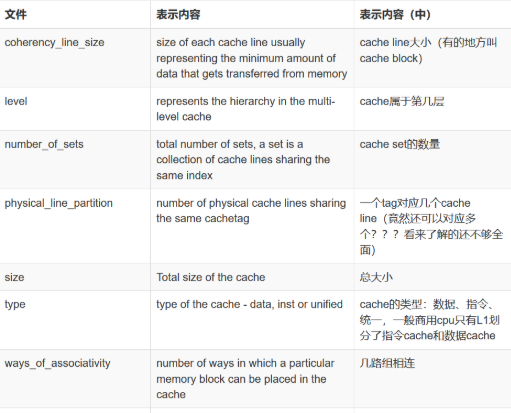 文件 表示内容 表示内容（中）
coherency_line_size size of each cache line usually cache line大小（有的地方叫
representing the minimum amount of cache block）
data that gets transferred from memory
level represents the hierarchy in the multi- cache属于第几层
level cache
number_of_sets total number of sets, a set is a cache set的数量
collection of cache lines sharing the
same index
physical_line_partition number of physical cache lines sharing 一个tag对应几个cache
the same cachetag line（竟然还可以对应多
个？？？看来了解的还不够全
面）
size Total size of the cache 总大小
type type of the cache - data, inst or unified cache的类型：数据、指令、
统一，一般商用cpu只有L1划
分了指令cache和数据cache
ways_of_associativity number of ways in which a particular 几路组相连
memory block can be placed in the
cache